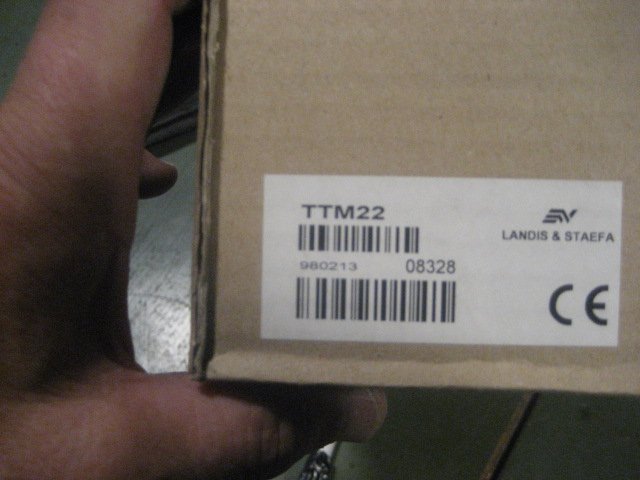 TTM22
LANDIS & STAEFA
980213 08328
CE